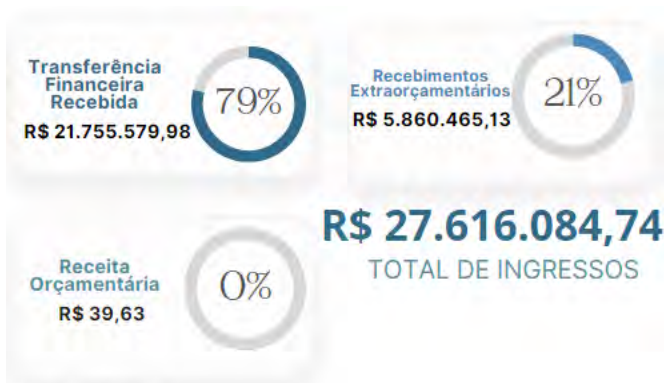 Transferência
Financeira
Recebida
R$ 21.755.579,98
79%
Recebimentos
Extraorçamentários
R$ 5.860.465,13
21%
Receita
Orçamentária
R$ 39,63
0%
R$ 27.616.084,74
TOTAL DE INGRESSOS